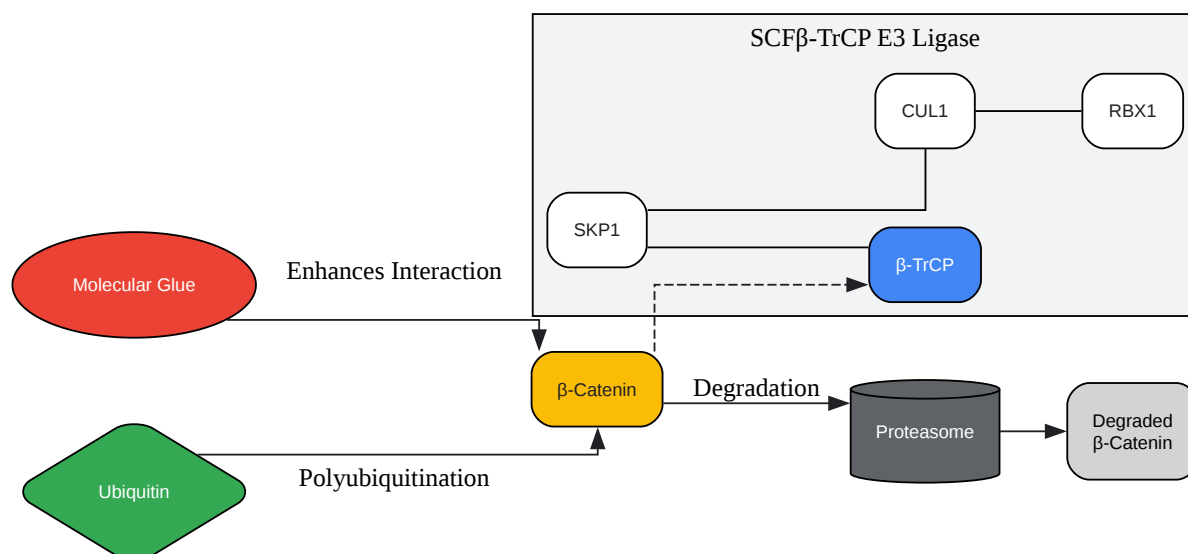 SCFβ-TrCP E3 Ligase
CUL1
RBX1
SKP1
β-TrCP
Molecular Glue
Enhances Interaction
β-Catenin
Degradation
Proteasome
Degraded
β-Catenin
Ubiquitin
Polyubiquitination